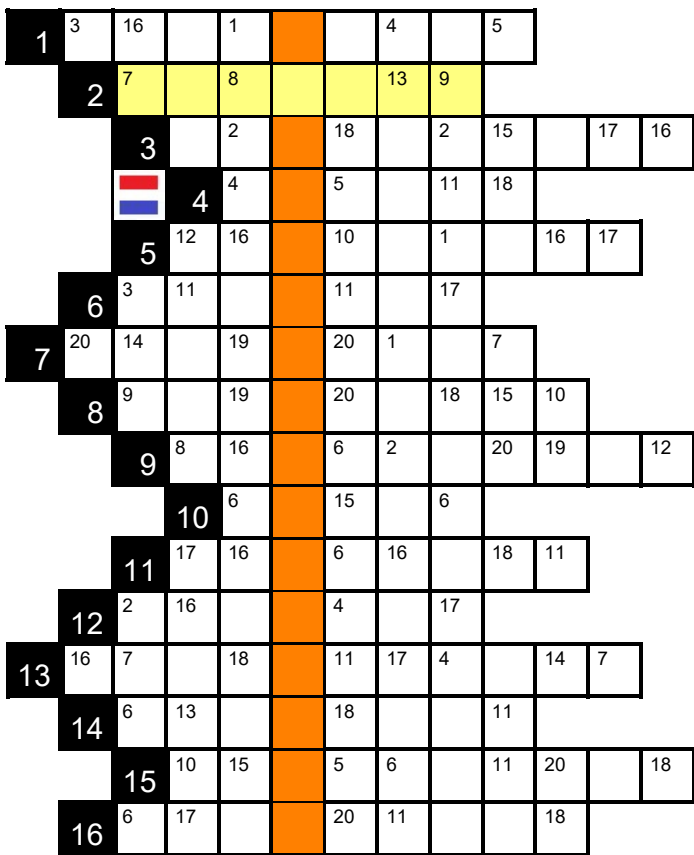 1 3 16 1 4 5
2 7 8 13 9
3 2 18 2 15 17 16
4 4 5 11 18
5 12 16 10 1 16 17
6 3 11 11 17
7 20 14 19 20 1 7
8 9 19 20 18 15 10
9 8 16 6 2 20 19 12
10 6 15 6
11 17 16 6 16 18 11
12 2 16 4 17
13 16 7 18 11 17 4 14 7
14 6 13 18 11
15 10 15 5 6 11 20 18
16 6 17 20 11 18